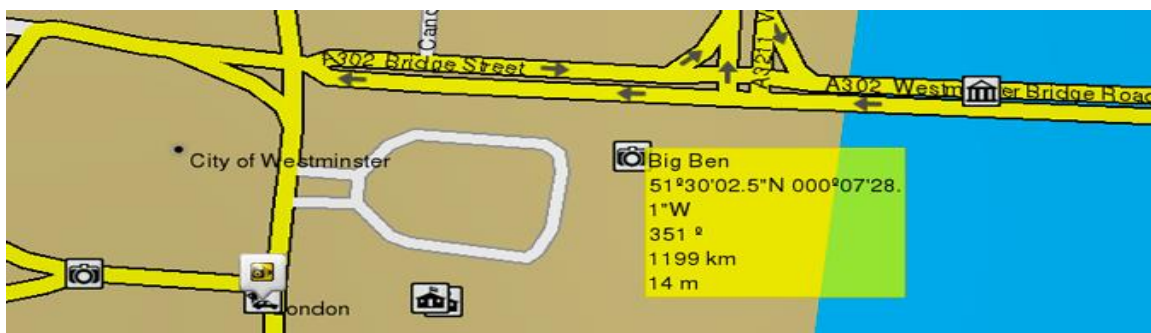 Canc
A302 Bridge Street
A3211 V
A302 Westm er Bridge Road
City of Westminster
Big Ben
51º30'02.5"N 000º07'28.
1"W
351 º
1199 km
14 m
ondon